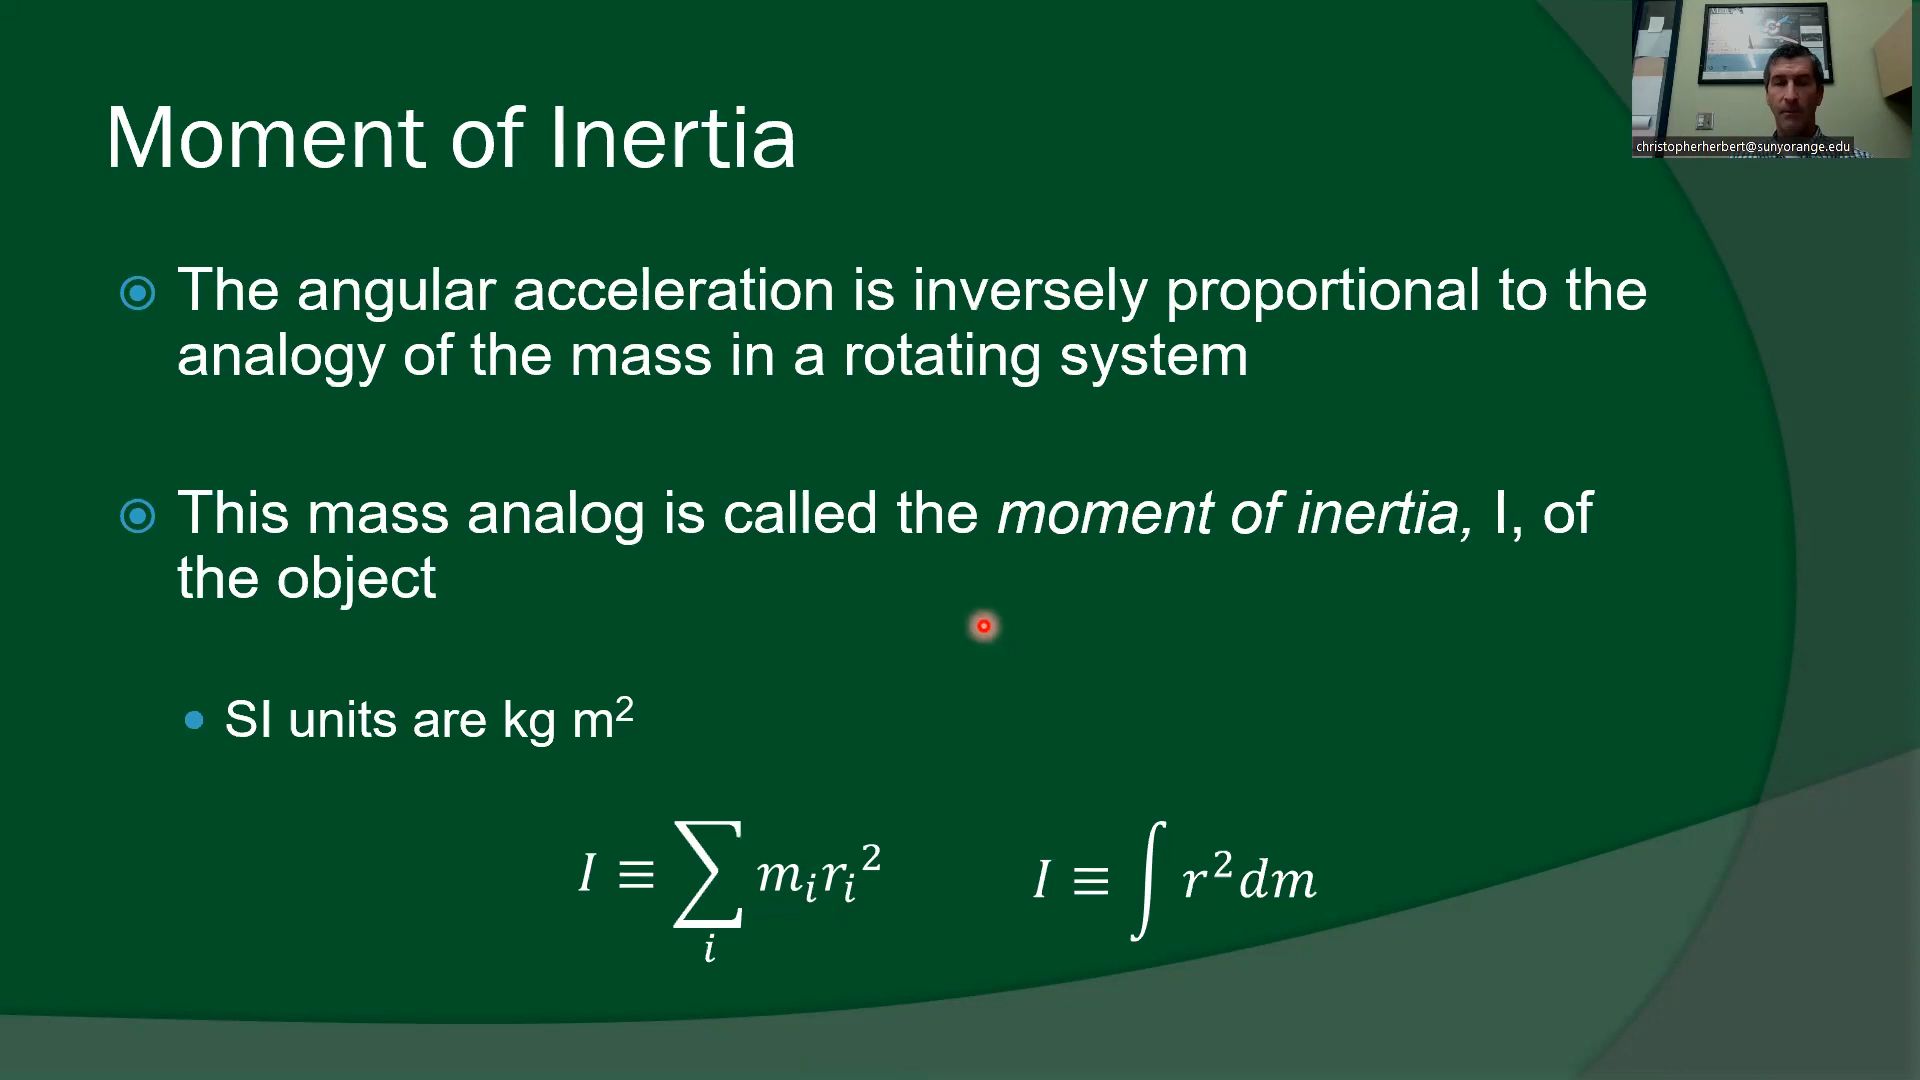 Moment of Inertia
christopherherbert@sunyorange.edu
The angular acceleration is inversely proportional to the
analogy of the mass in a rotating system
This mass analog is called the moment of inertia, I, of
the object
SI units are kg m²
I ≡ ∑ᵢ mᵢrᵢ²
I ≡ ∫ r²dm